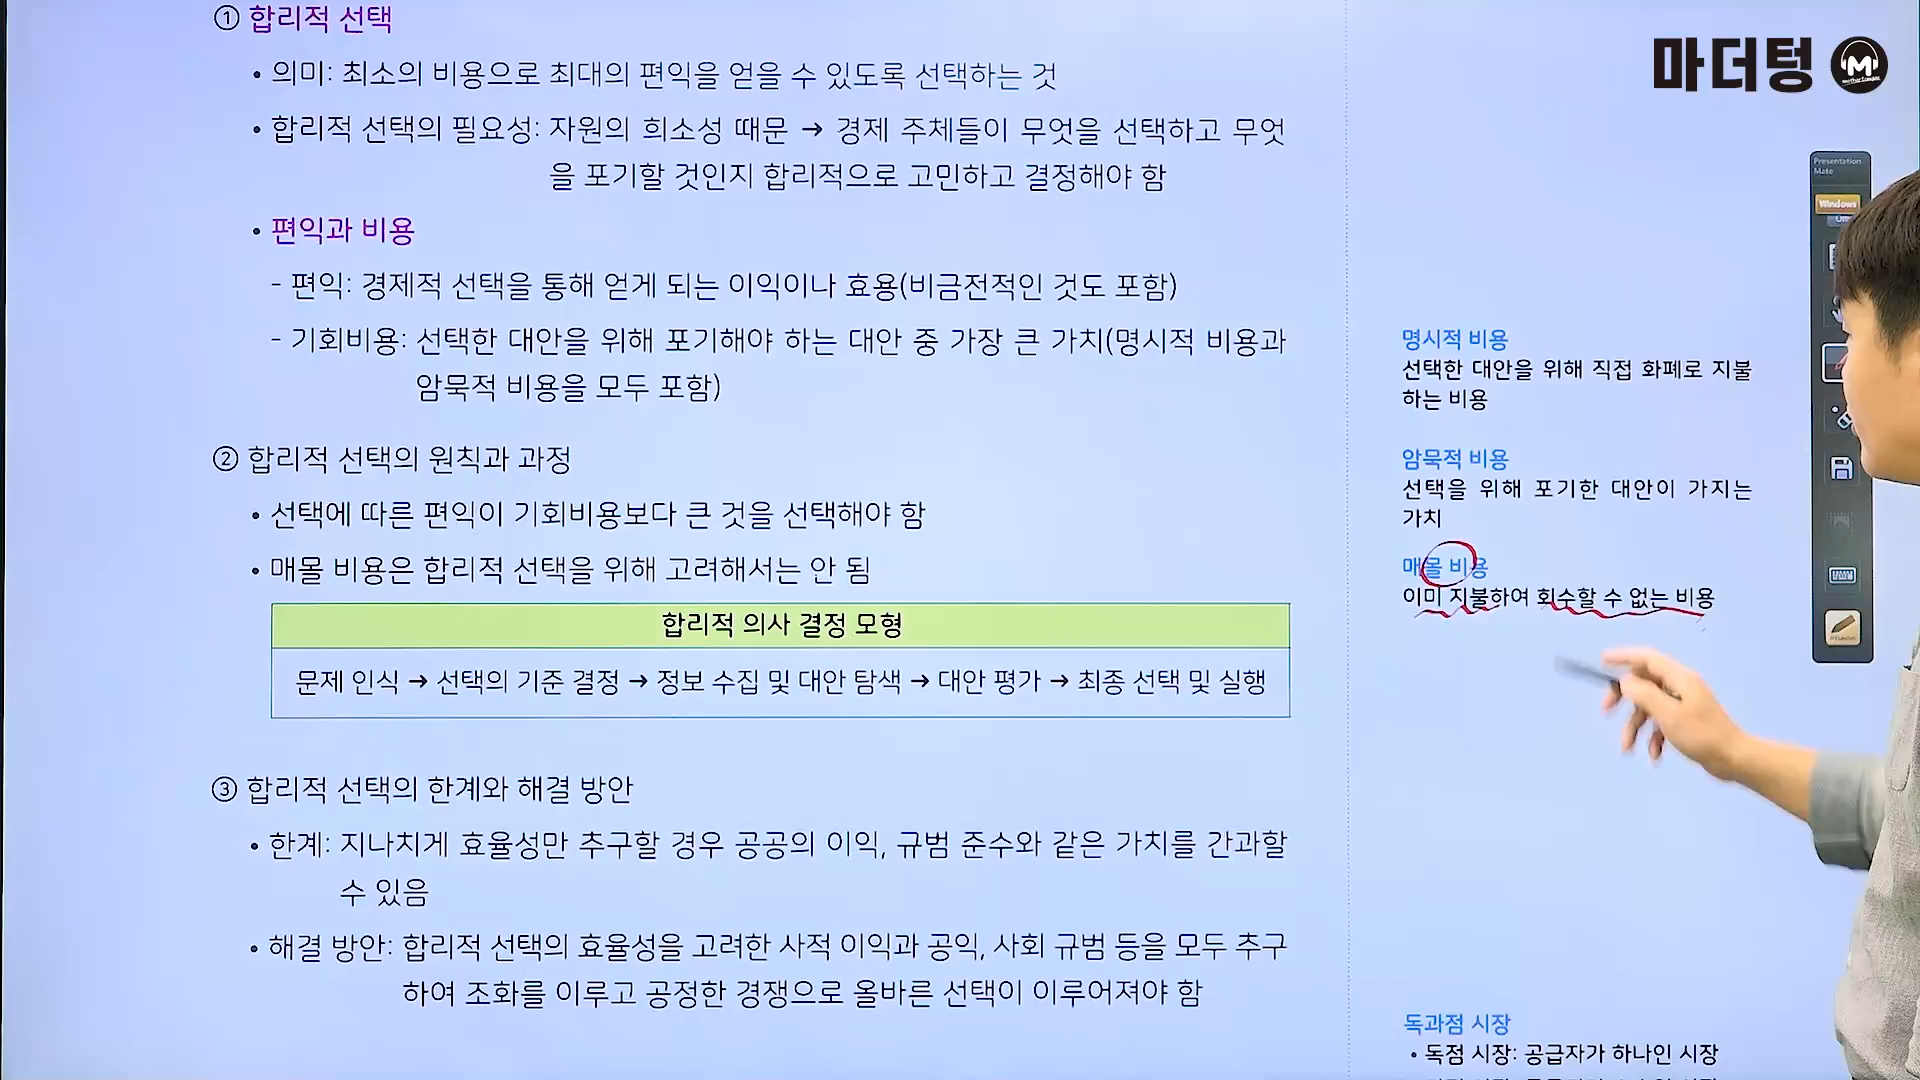 ① 합리적 선택
• 의미: 최소의 비용으로 최대의 편익을 얻을 수 있도록 선택하는 것
• 합리적 선택의 필요성: 자원의 희소성 때문 → 경제 주체들이 무엇을 선택하고 무엇
을 포기할 것인지 합리적으로 고민하고 결정해야 함
• 편익과 비용
- 편익: 경제적 선택을 통해 얻게 되는 이익이나 효용(비금전적인 것도 포함)
- 기회비용: 선택한 대안을 위해 포기해야 하는 대안 중 가장 큰 가치(명시적 비용과
암묵적 비용을 모두 포함)
② 합리적 선택의 원칙과 과정
• 선택에 따른 편익이 기회비용보다 큰 것을 선택해야 함
• 매몰 비용은 합리적 선택을 위해 고려해서는 안 됨
합리적 의사 결정 모형
문제 인식 → 선택의 기준 결정 → 정보 수집 및 대안 탐색 → 대안 평가 → 최종 선택 및 실행
③ 합리적 선택의 한계와 해결 방안
• 한계: 지나치게 효율성만 추구할 경우 공공의 이익, 규범 준수와 같은 가치를 간과할
수 있음
• 해결 방안: 합리적 선택의 효율성을 고려한 사적 이익과 공익, 사회 규범 등을 모두 추구
하여 조화를 이루고 공정한 경쟁으로 올바른 선택이 이루어져야 함
마더텅
M
Presentation
Mate
Windows
명시적 비용
선택한 대안을 위해 직접 화폐로 지불
하는 비용
암묵적 비용
선택을 위해 포기한 대안이 가지는
가치
매몰 비용
이미 지불하여 회수할 수 없는 비용
독과점 시장
• 독점 시장: 공급자가 하나인 시장